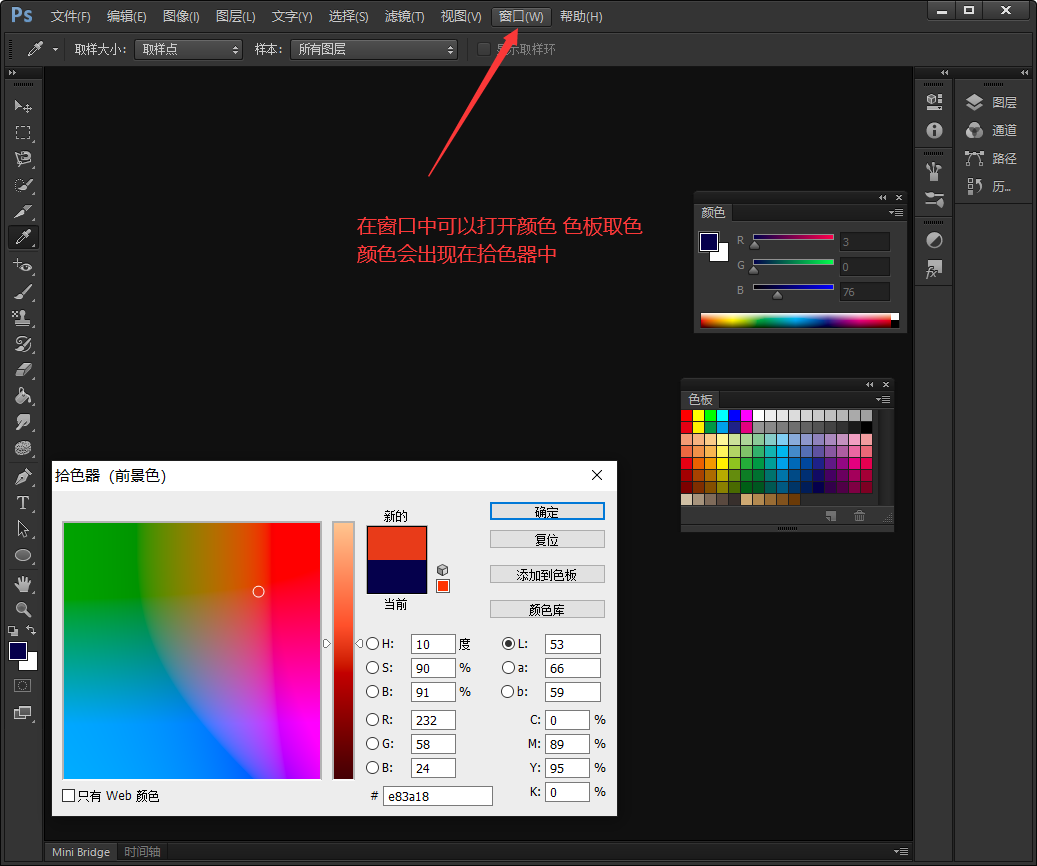 Ps 文件(F) 编辑(E) 图像(I) 图层(L) 文字(Y) 选择(S) 滤镜(T) 视图(V) 窗口(W) 帮助(H)
取样大小: 取样点 样本: 所有图层 显示取样环
图层
通道
路径
历...
在窗口中可以打开颜色 色板取色
颜色会出现在拾色器中
颜色
R 3
G 0
B 76
色板
拾色器（前景色）
新的
当前
确定
复位
添加到色板
颜色库
H: 10 度 L: 53
S: 90 % a: 66
B: 91 % b: 59
R: 232 C: 0 %
G: 58 M: 89 %
B: 24 Y: 95 %
# e83a18 K: 0 %
只有 Web 颜色
Mini Bridge 时间轴